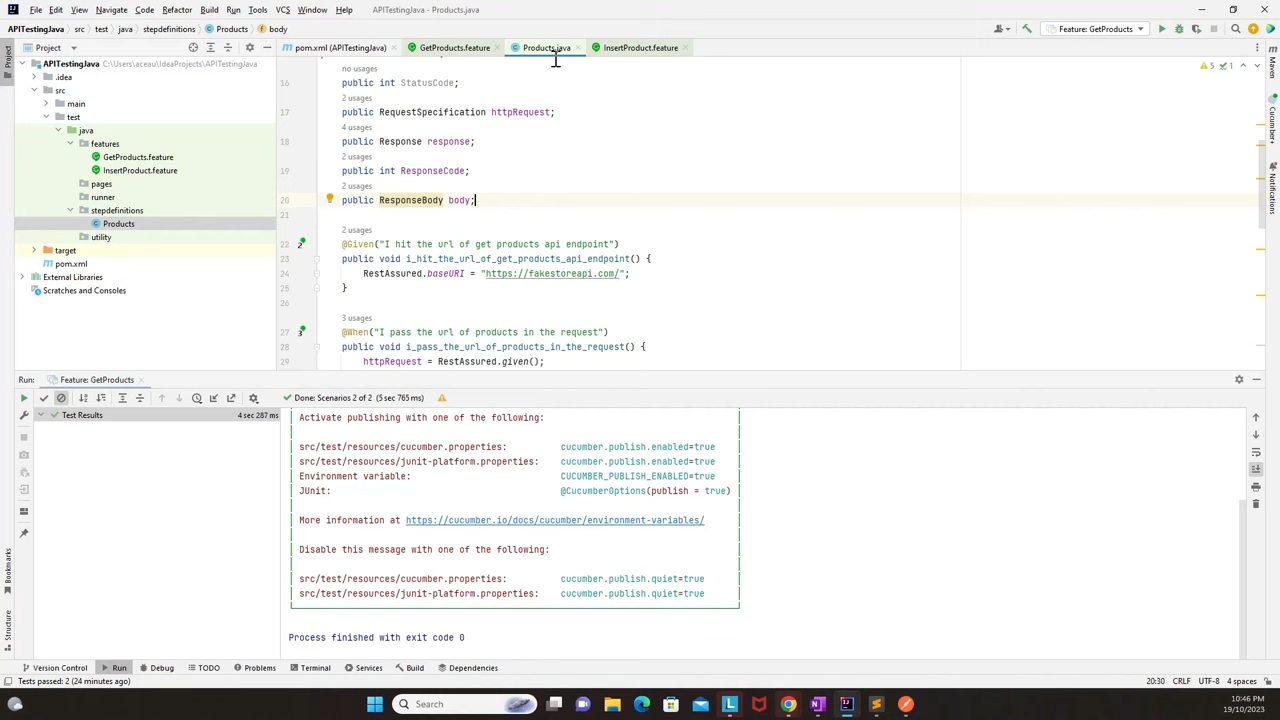 File Edit View Navigate Code Refactor Build Run Tools VCS Window Help APITestingJava - Products.java
APITestingJava src test java stepdefinitions Products body Feature: GetProducts
Project pom.xml (APITestingJava) GetProducts.feature Products.java InsertProduct.feature
APITestingJava C:\Users\aceau\IdeaProjects\APITestingJava
.idea
src
main
test
java
features
GetProducts.feature
InsertProduct.feature
pages
runner
stepdefinitions
Products
utility
target
pom.xml
External Libraries
Scratches and Consoles
no usages
16 public int StatusCode;
2 usages
17 public RequestSpecification httpRequest;
4 usages
18 public Response response;
2 usages
19 public int ResponseCode;
2 usages
20 public ResponseBody body;
21
2 usages
22 @Given("I hit the url of get products api endpoint")
23 public void i_hit_the_url_of_get_products_api_endpoint() {
24 RestAssured.baseURI = "https://fakestoreapi.com/";
25 }
26
3 usages
27 @When("I pass the url of products in the request")
28 public void i_pass_the_url_of_products_in_the_request() {
29 httpRequest = RestAssured.given();
5 1
Project
Bookmarks
Structure
Maven
Cucumber+
Notifications
Run: Feature: GetProducts
Done: Scenarios 2 of 2 (5 sec 765 ms)
Test Results 4 sec 287 ms
Activate publishing with one of the following:
src/test/resources/cucumber.properties: cucumber.publish.enabled=true
src/test/resources/junit-platform.properties: cucumber.publish.enabled=true
Environment variable: CUCUMBER_PUBLISH_ENABLED=true
JUnit: @CucumberOptions(publish = true)
More information at https://cucumber.io/docs/cucumber/environment-variables/
Disable this message with one of the following:
src/test/resources/cucumber.properties: cucumber.publish.quiet=true
src/test/resources/junit-platform.properties: cucumber.publish.quiet=true
Process finished with exit code 0
Version Control Run Debug TODO Problems Terminal Services Build Dependencies
Tests passed: 2 (24 minutes ago) 20:30 CRLF UTF-8 4 spaces
Search
10:46 PM
19/10/2023